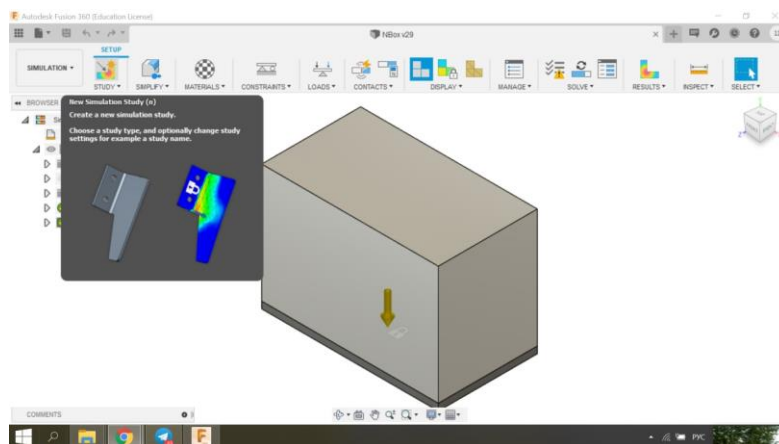 Autodesk Fusion 360 (Education License)
NBox v29
SETUP
SIMULATION
STUDY
SIMPLIFY
MATERIALS
CONSTRAINTS
LOADS
CONTACTS
DISPLAY
MANAGE
SOLVE
RESULTS
INSPECT
SELECT
BROWSER
New Simulation Study (n)
Create a new simulation study.
Choose a study type, and optionally change study
settings for example a study name.
COMMENTS
РУС